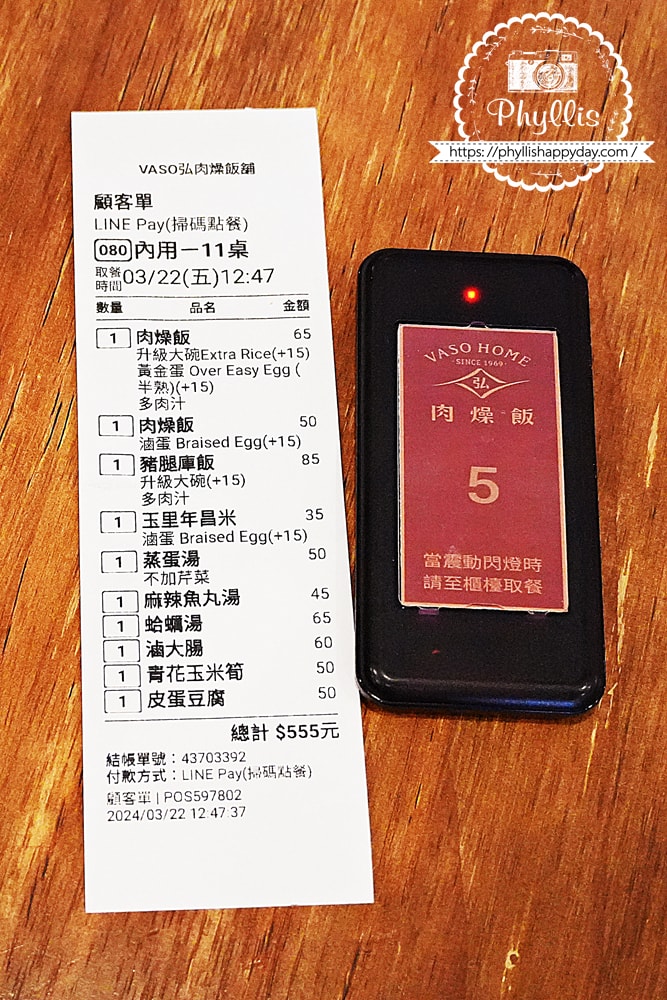 Phyllis
https://phyllishappyday.com/
VASO弘肉燥飯舖
顧客單
LINE Pay(掃碼點餐)
080 內用－11桌
取餐時間 03/22(五)12:47
數量 品名 金額
1 肉燥飯 65
升級大碗Extra Rice(+15)
黃金蛋 Over Easy Egg (
半熟)(+15)
多肉汁
1 肉燥飯 50
滷蛋 Braised Egg(+15)
1 豬腿庫飯 85
升級大碗(+15)
多肉汁
1 玉里年昌米 35
滷蛋 Braised Egg(+15)
1 蒸蛋湯 50
不加芹菜
1 麻辣魚丸湯 45
1 蛤蠣湯 65
1 滷大腸 60
1 青花玉米筍 50
1 皮蛋豆腐 50
總計 $555元
結帳單號：43703392
付款方式：LINE Pay(掃碼點餐)
顧客單 | POS597802
2024/03/22 12:47:37
VASO HOME
·SINCE 1969·
弘
肉燥飯
5
當震動閃燈時
請至櫃檯取餐